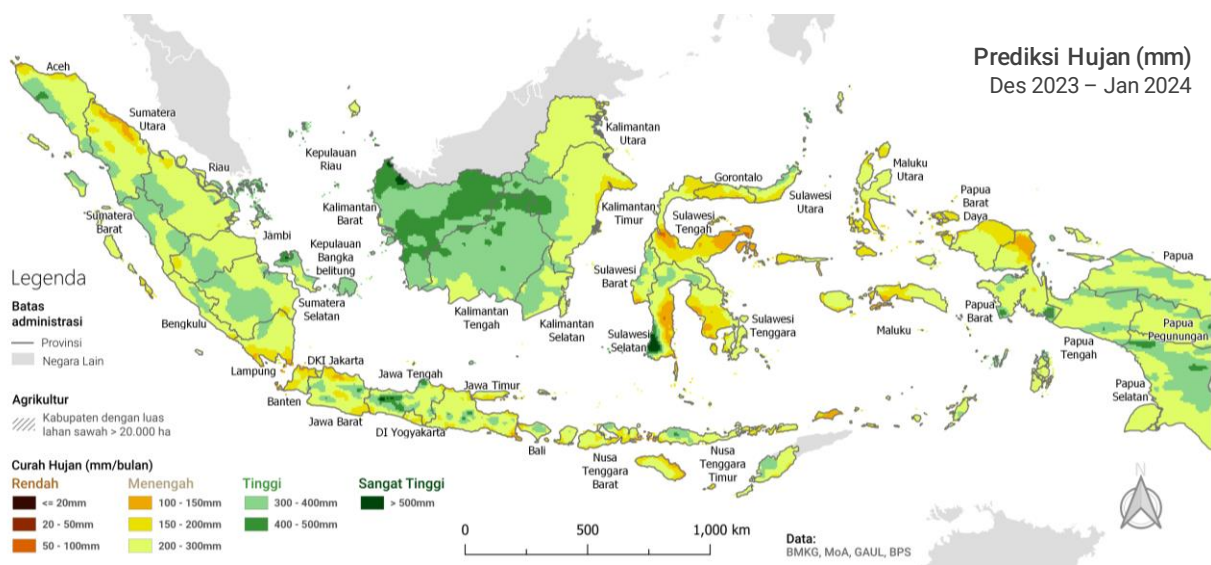 Prediksi Hujan (mm)
Des 2023 – Jan 2024
Aceh
Sumatera
Utara
Riau
Kepulauan
Riau
Sumatera
Barat
Jambi
Kepulauan
Bangka
belitung
Sumatera
Selatan
Bengkulu
Lampung
DKI Jakarta
Banten
Jawa Barat
Jawa Tengah
DI Yogyakarta
Jawa Timur
Bali
Nusa
Tenggara
Barat
Nusa
Tenggara
Timur
Kalimantan
Barat
Kalimantan
Tengah
Kalimantan
Selatan
Kalimantan
Timur
Kalimantan
Utara
Gorontalo
Sulawesi
Utara
Sulawesi
Tengah
Sulawesi
Barat
Sulawesi
Selatan
Sulawesi
Tenggara
Maluku
Utara
Maluku
Papua
Barat
Daya
Papua
Barat
Papua
Papua
Pegunungan
Papua
Tengah
Papua
Selatan
Legenda
Batas
administrasi
Provinsi
Negara Lain
Agrikultur
Kabupaten dengan luas
lahan sawah > 20.000 ha
Curah Hujan (mm/bulan)
Rendah
<= 20mm
20 - 50mm
50 - 100mm
Menengah
100 - 150mm
150 - 200mm
200 - 300mm
Tinggi
300 - 400mm
400 - 500mm
Sangat Tinggi
> 500mm
0 500 1,000 km
Data:
BMKG, MoA, GAUL, BPS
N